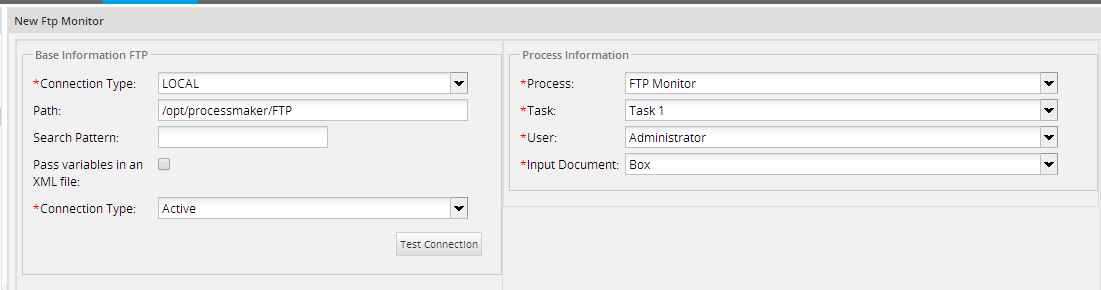 New Ftp Monitor
Base Information FTP
*Connection Type: LOCAL
Path: /opt/processmaker/FTP
Search Pattern:
Pass variables in an
XML file:
*Connection Type: Active
Test Connection
Process Information
*Process: FTP Monitor
*Task: Task 1
*User: Administrator
*Input Document: Box